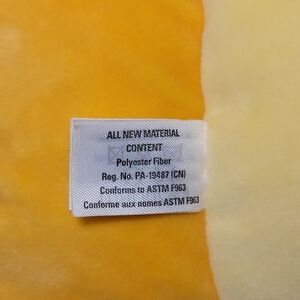 ALL NEW MATERIAL
CONTENT
Polyester Fiber
Reg. No. PA-19487 (CN)
Conforms to ASTM F963
Conforme aux nomes ASTM F963